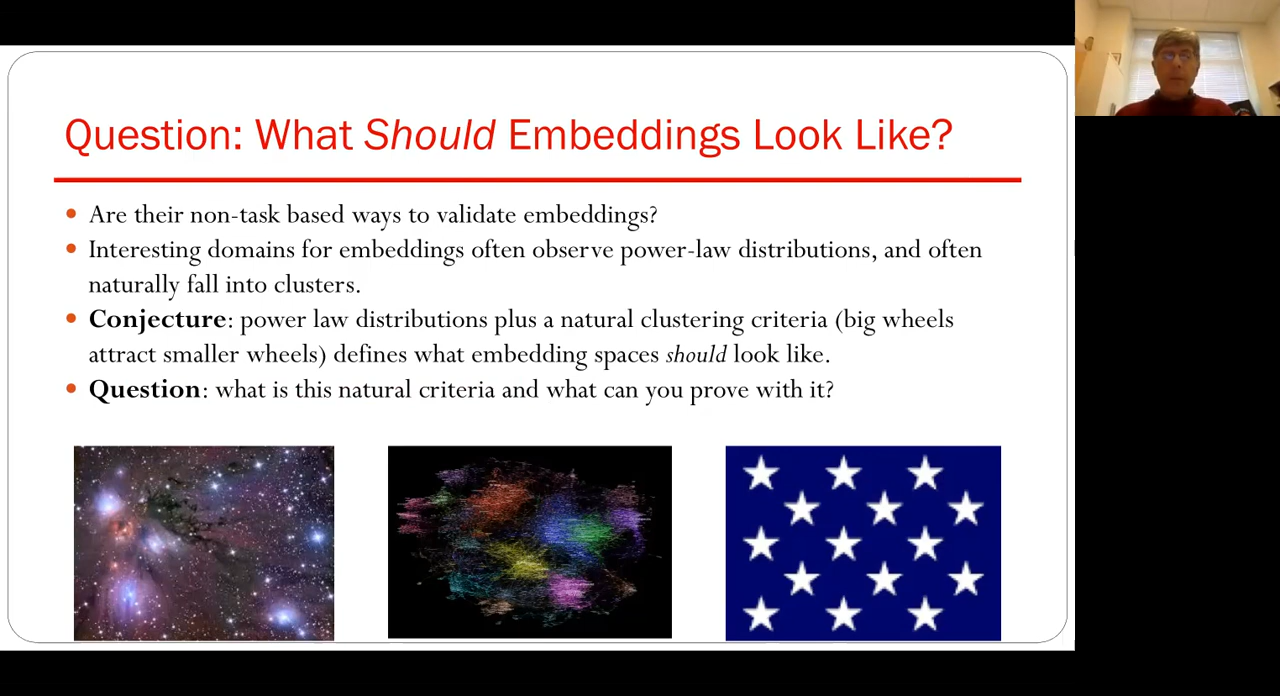 Question: What Should Embeddings Look Like?
• Are their non-task based ways to validate embeddings?
• Interesting domains for embeddings often observe power-law distributions, and often
naturally fall into clusters.
• Conjecture: power law distributions plus a natural clustering criteria (big wheels
attract smaller wheels) defines what embedding spaces should look like.
• Question: what is this natural criteria and what can you prove with it?